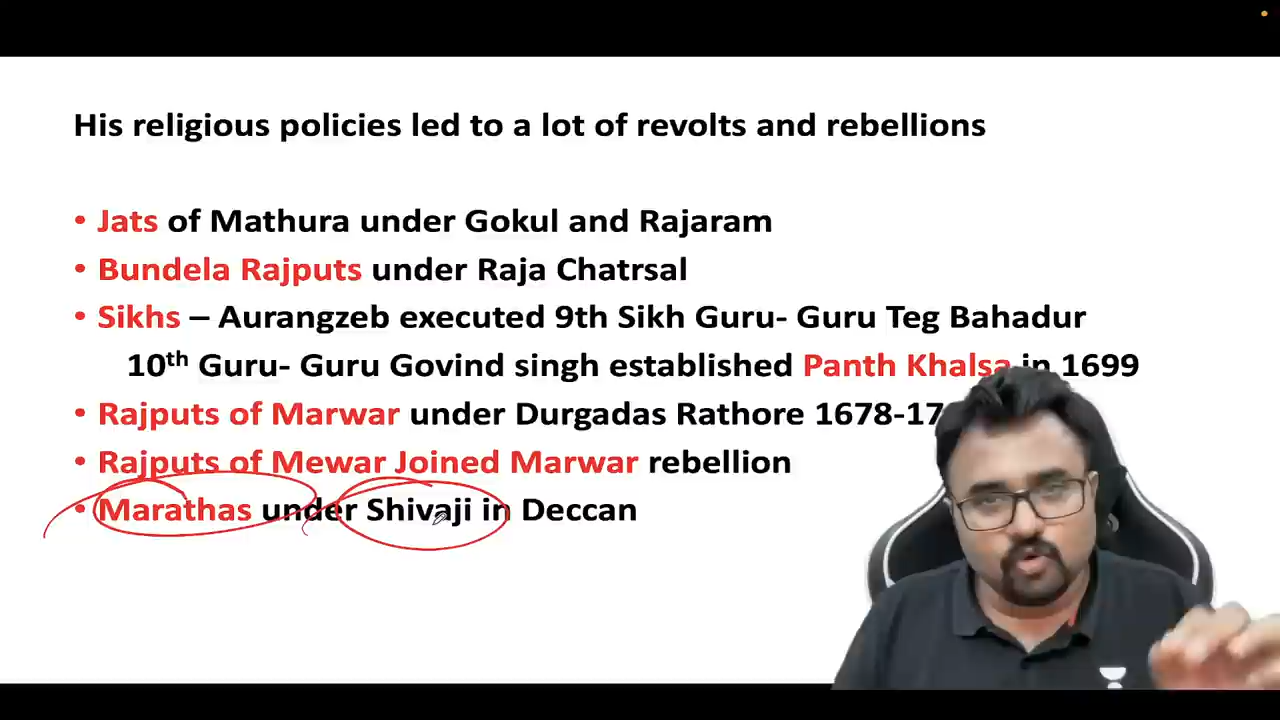 His religious policies led to a lot of revolts and rebellions
• Jats of Mathura under Gokul and Rajaram
• Bundela Rajputs under Raja Chatrsal
• Sikhs – Aurangzeb executed 9th Sikh Guru- Guru Teg Bahadur
10th Guru- Guru Govind singh established Panth Khalsa in 1699
• Rajputs of Marwar under Durgadas Rathore 1678-17
• Rajputs of Mewar Joined Marwar rebellion
• Marathas under Shivaji in Deccan